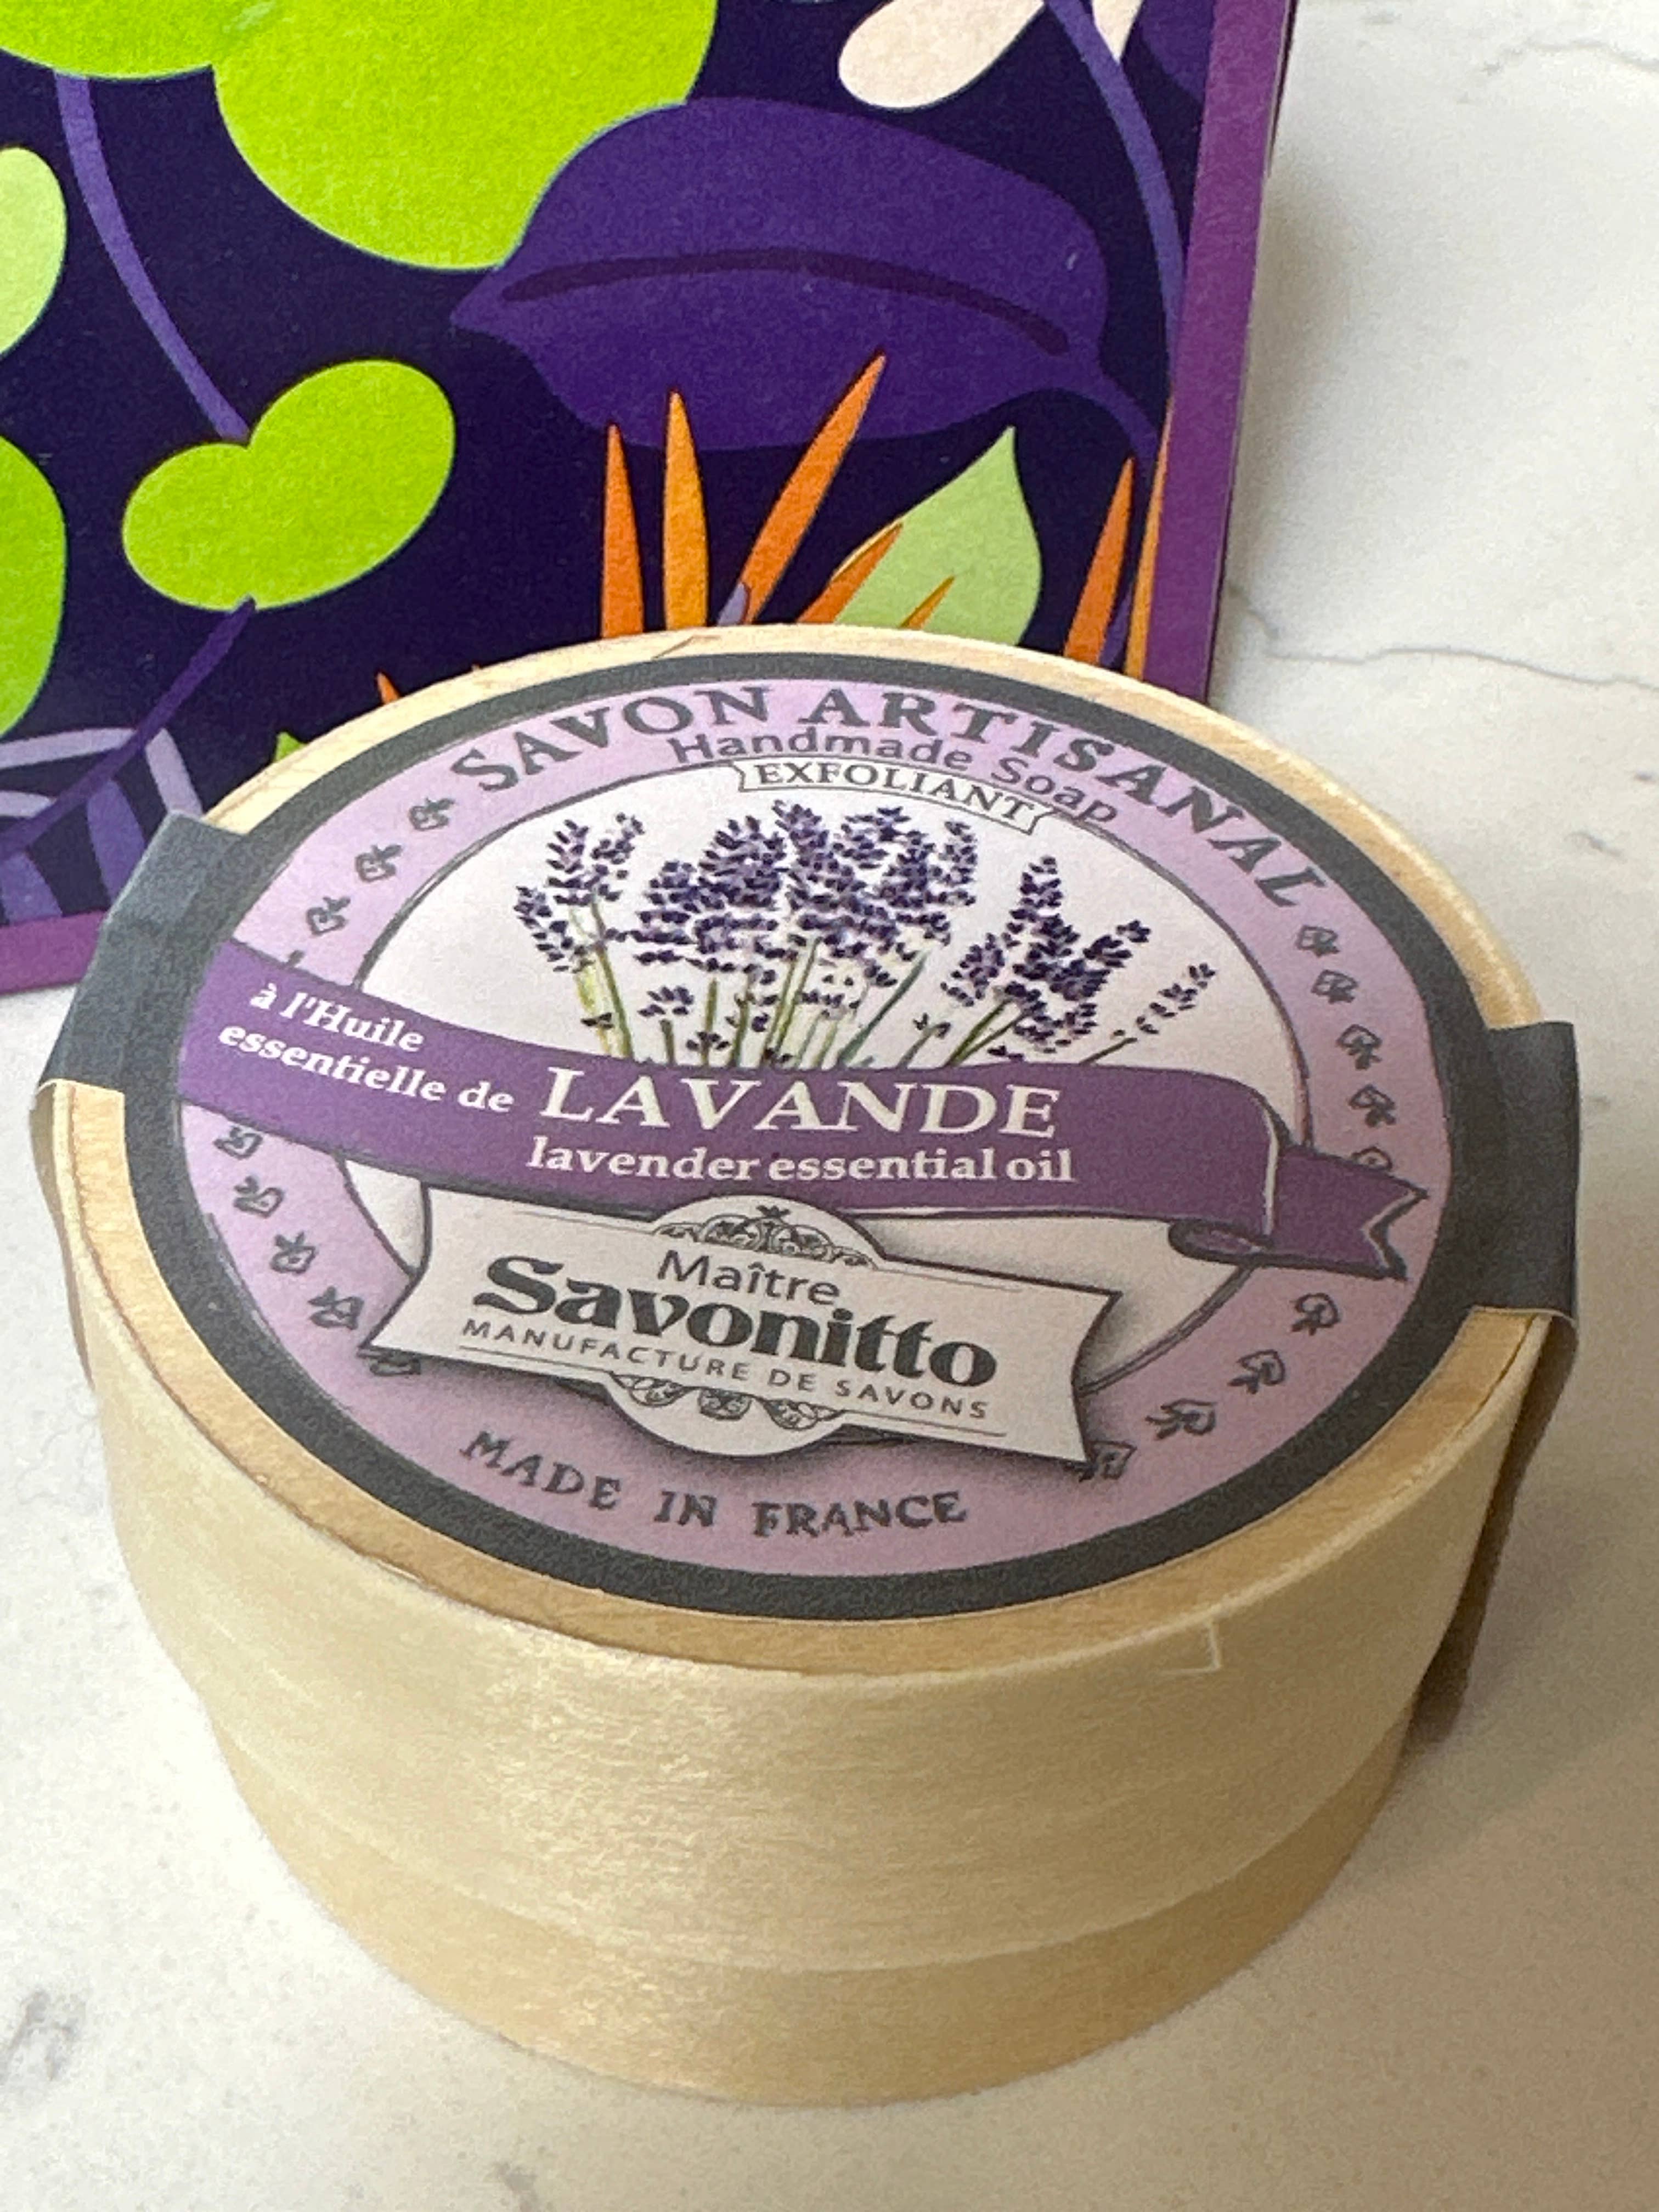 SAVON ARTISANAL
Handmade Soap
EXFOLIANT
à l'Huile
essentielle de LAVANDE
lavender essential oil
Maître
Savonitto
MANUFACTURE DE SAVONS
MADE IN FRANCE